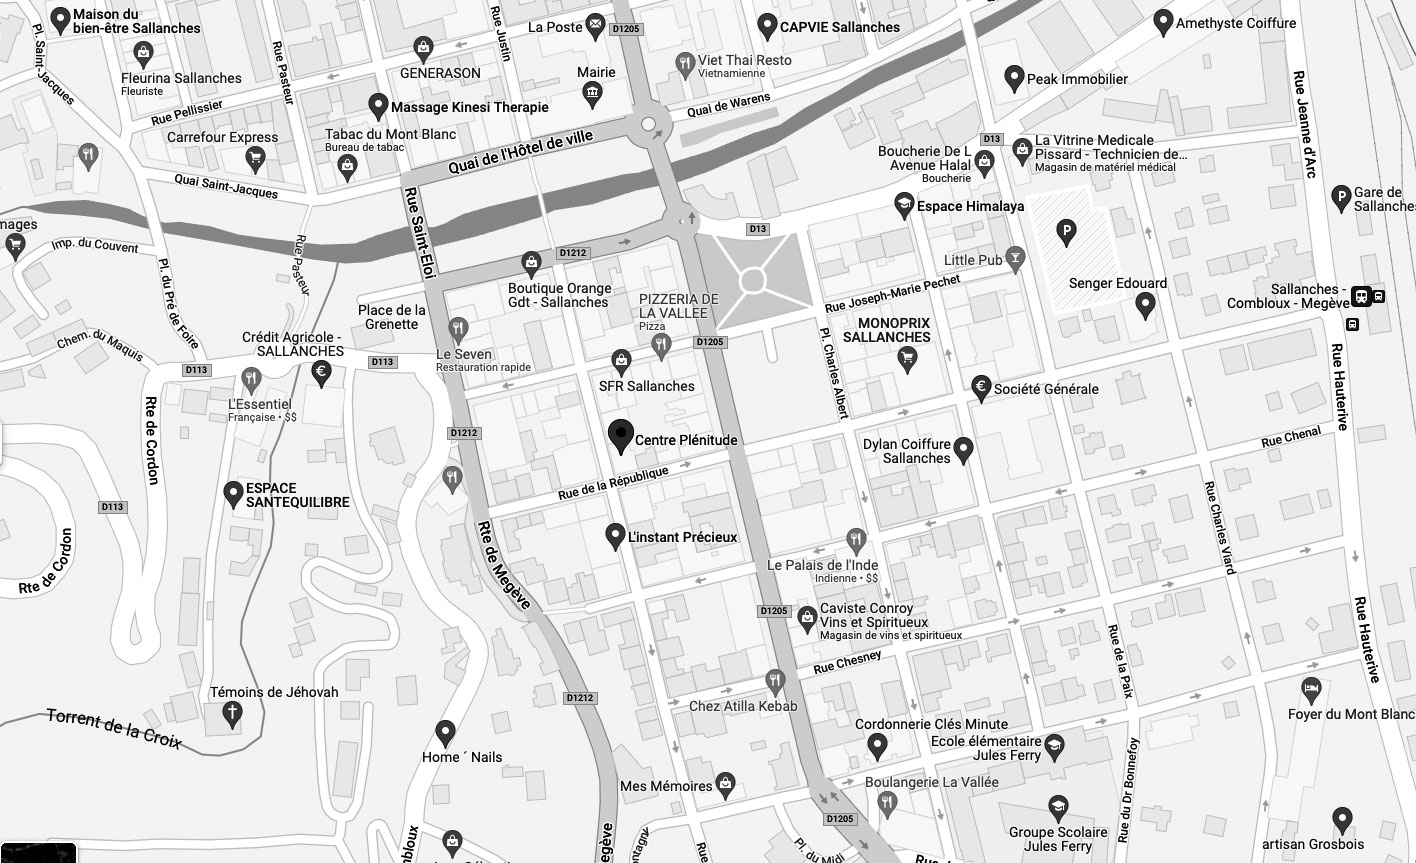 Maison du
bien-être Sallanches
Pl. Saint-Jacques
Fleurina Sallanches
Fleuriste
Rue Pasteur
Rue Pellissier
GENERASON
Rue Justin
La Poste
D1205
Mairie
CAPVIE Sallanches
Viet Thai Resto
Vietnamienne
Quai de Warens
Amethyste Coiffure
Peak Immobilier
Rue Jeanne d'Arc
Massage Kinesi Therapie
Carrefour Express
Tabac du Mont Blanc
Bureau de tabac
Quai de l'Hôtel de ville
Quai Saint-Jacques
D13
La Vitrine Medicale
Pissard - Technicien de...
Magasin de matériel médical
Boucherie De L
Avenue Halal
Boucherie
Espace Himalaya
Gare de
Sallanches
mages
Imp. du Couvent
Rue Pasteur
Rue Saint-Eloi
Pl. du Pré de Foire
D1212
D13
Boutique Orange
Gdt - Sallanches
Little Pub
Senger Edouard
Sallanches -
Combloux - Megève
Rue Joseph-Marie Pechet
PIZZERIA DE
LA VALLEE
Pizza
Place de la
Grenette
MONOPRIX
SALLANCHES
Pl. Charles Albert
Crédit Agricole -
SALLANCHES
Chem. du Maquis
D113
D113
Le Seven
Restauration rapide
D1205
SFR Sallanches
L'Essentiel
Française • $$
Société Générale
Rue Hauterive
Rte de Cordon
D1212
Centre Plénitude
Dylan Coiffure
Sallanches
Rue Chenal
Rue de la République
ESPACE
SANTEQUILIBRE
D113
Rue Charles Viard
Rte de Cordon
Rte de Megève
L'instant Précieux
Le Palais de l'Inde
Indienne • $$
D1205
Caviste Conroy
Vins et Spiritueux
Magasin de vins et spiritueux
Rue Hauterive
Rue de la Paix
Rue Chesney
Témoins de Jéhovah
D1212
Chez Atilla Kebab
Foyer du Mont Blanc
Torrent de la Croix
Cordonnerie Clés Minute
Ecole élémentaire
Jules Ferry
Home´Nails
Mes Mémoires
Boulangerie La Vallée
Rue du Dr Bonnefoy
D1205
Groupe Scolaire
Jules Ferry
artisan Grosbois
Pl. du Midi
egève
Rue